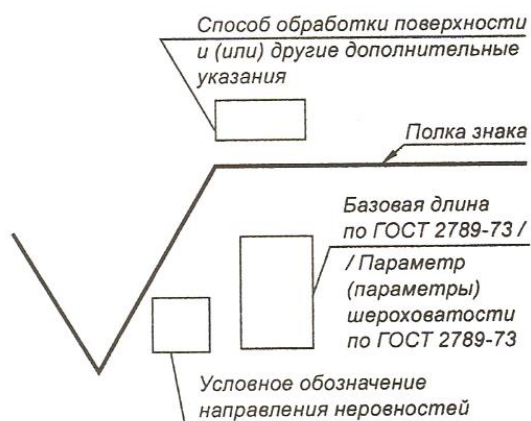 Способ обработки поверхности
и (или) другие дополнительные
указания
Полка знака
Базовая длина
по ГОСТ 2789-73 /
/ Параметр
(параметры)
шероховатости
по ГОСТ 2789-73
Условное обозначение
направления неровностей